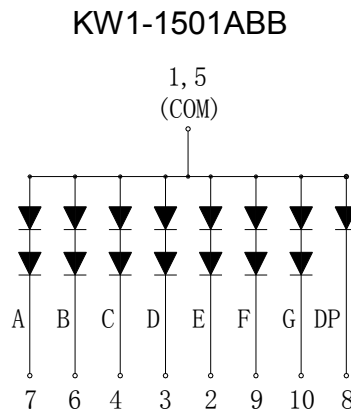 KW1-1501ABB
1,5
(COM)
A B C D E F G DP
7 6 4 3 2 9 10 8